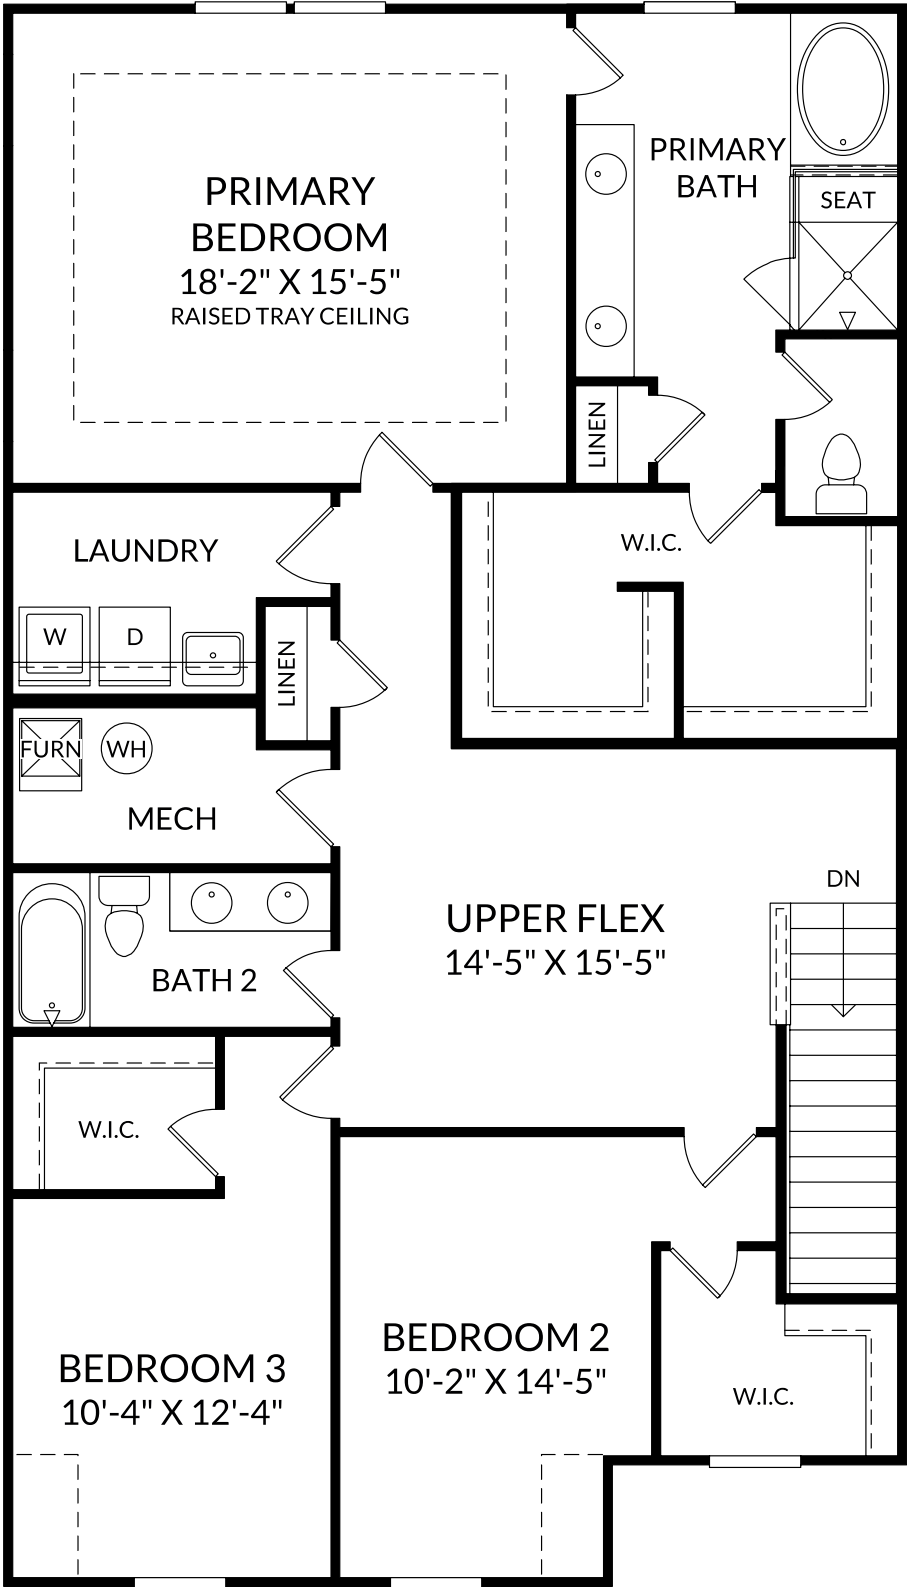 PRIMARY
BEDROOM
18'-2" X 15'-5"
RAISED TRAY CEILING
PRIMARY
BATH
SEAT
LINEN
W.I.C.
LAUNDRY
W
D
LINEN
FURN
WH
MECH
UPPER FLEX
14'-5" X 15'-5"
DN
BATH 2
W.I.C.
BEDROOM 3
10'-4" X 12'-4"
BEDROOM 2
10'-2" X 14'-5"
W.I.C.